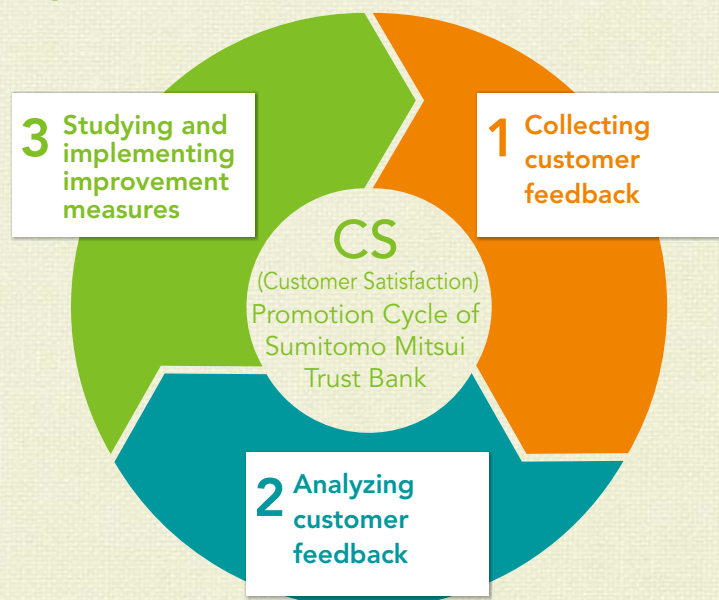 1 Collecting
customer
feedback
2 Analyzing
customer
feedback
3 Studying and
implementing
improvement
measures
CS
(Customer Satisfaction)
Promotion Cycle of
Sumitomo Mitsui
Trust Bank